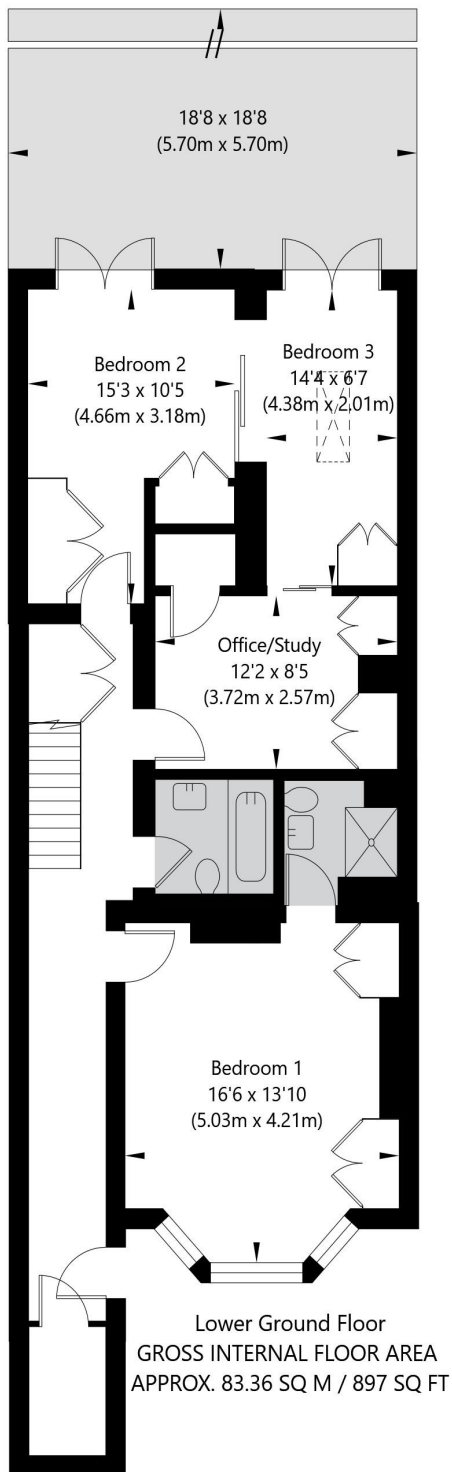 18'8 x 18'8
(5.70m x 5.70m)
Bedroom 2
15'3 x 10'5
(4.66m x 3.18m)
Bedroom 3
14'4 x 6'7
(4.38m x 2.01m)
Office/Study
12'2 x 8'5
(3.72m x 2.57m)
Bedroom 1
16'6 x 13'10
(5.03m x 4.21m)
Lower Ground Floor
GROSS INTERNAL FLOOR AREA
APPROX. 83.36 SQ M / 897 SQ FT